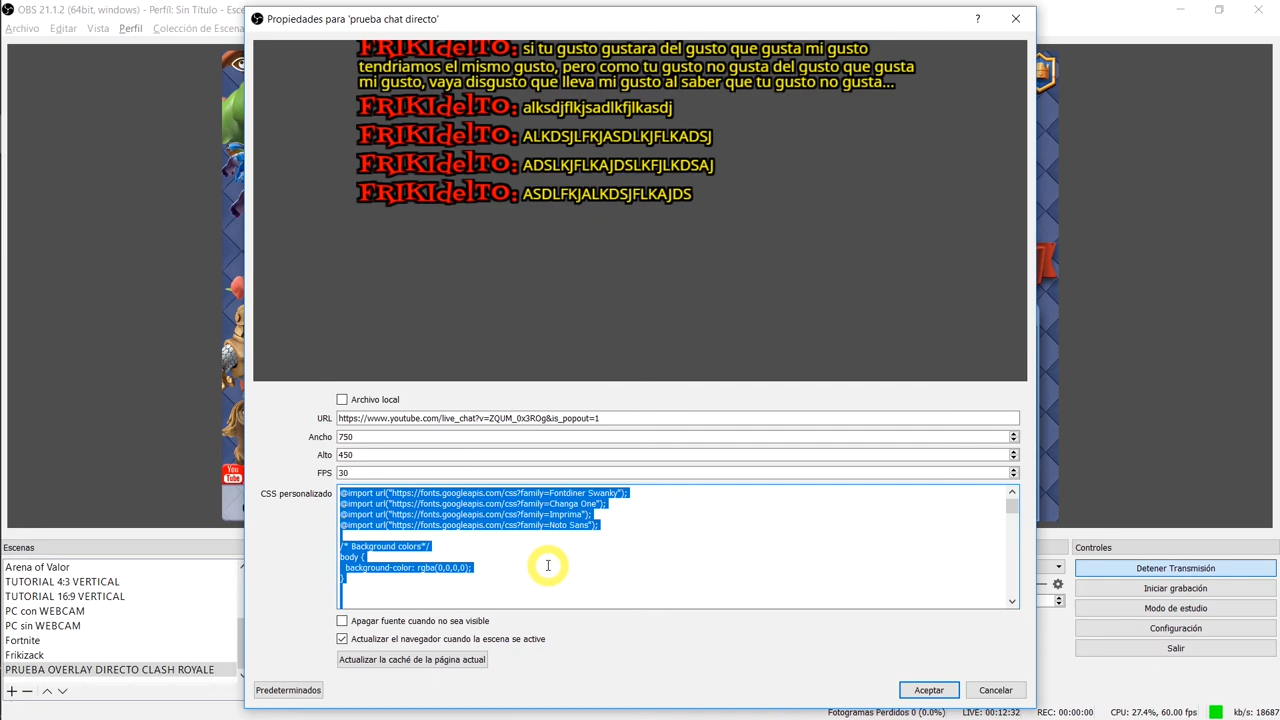 OBS 21.1.2 (64bit, windows) - Perfíl: Sin Título - Esce
Archivo Editar Vista Perfil Colección de Escena
Propiedades para 'prueba chat directo'
?
FRIKIdelTO: si tu gusto gustara del gusto que gusta mi gusto
tendriamos el mismo gusto, pero como tu gusto no gusta del gusto que gusta
mi gusto, vaya disgusto que lleva mi gusto al saber que tu gusto no gusta...
FRIKIdelTO: alksdjflkjsadlkfjlkasdj
FRIKIdelTO: ALKDSJLFKJASDLKJFLKADSJ
FRIKIdelTO: ADSLKJFLKAJDSLKFJLKDSAJ
FRIKIdelTO: ASDLFKJALKDSJFLKAJDS
Archivo local
URL https://www.youtube.com/live_chat?v=ZQUM_0x3ROg&is_popout=1
Ancho 750
Alto 450
FPS 30
CSS personalizado @import url("https://fonts.googleapis.com/css?family=Fontdiner Swanky");
@import url("https://fonts.googleapis.com/css?family=Changa One");
@import url("https://fonts.googleapis.com/css?family=Imprima");
@import url("https://fonts.googleapis.com/css?family=Noto Sans");
/* Background colors*/
body {
background-color: rgba(0,0,0,0);
}
Apagar fuente cuando no sea visible
Actualizar el navegador cuando la escena se active
Actualizar la caché de la página actual
Predeterminados
Aceptar
Cancelar
You
Tube
Escenas
Arena of Valor
TUTORIAL 4:3 VERTICAL
TUTORIAL 16:9 VERTICAL
PC con WEBCAM
PC sin WEBCAM
Fortnite
Frikizack
PRUEBA OVERLAY DIRECTO CLASH ROYALE
Controles
Detener Transmisión
Iniciar grabación
Modo de estudio
Configuración
Salir
Fotogramas Perdidos 0 (0.0%) LIVE: 00:12:32 REC: 00:00:00 CPU: 27.4%, 60.00 fps kb/s: 18687